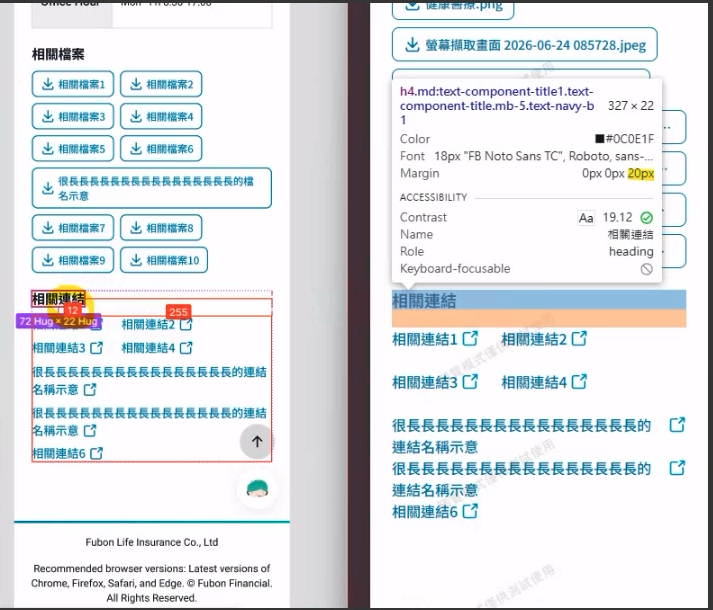 Office Hour
Mon - Fri 8:30-17:00
相關檔案
相關檔案1
相關檔案2
相關檔案3
相關檔案4
相關檔案5
相關檔案6
很長長長長長長長長長長長長長長長長長的檔
名示意
相關檔案7
相關檔案8
相關檔案9
相關檔案10
相關連結
12
255
72 Hug × 22 Hug
相關連結2
相關連結3
相關連結4
很長長長長長長長長長長長長長長長長的連結
名稱示意
很長長長長長長長長長長長長長長長長的連結
名稱示意
相關連結6
Fubon Life Insurance Co., Ltd
Recommended browser versions: Latest versions of
Chrome, Firefox, Safari, and Edge. © Fubon Financial.
All Rights Reserved.
健康醫療.png
螢幕擷取畫面 2026-06-24 085728.jpeg
h4.md:text-component-title1.text-
component-title.mb-5.text-navy-b
1
327 × 22
Color
#0C0E1F
Font
18px "FB Noto Sans TC", Roboto, sans-...
Margin
0px 0px 20px
ACCESSIBILITY
Contrast
Aa 19.12
Name
相關連結
Role
heading
Keyboard-focusable
相關連結
相關連結1
相關連結2
相關連結3
相關連結4
很長長長長長長長長長長長長長長長長長的
連結名稱示意
很長長長長長長長長長長長長長長長長長的
連結名稱示意
相關連結6